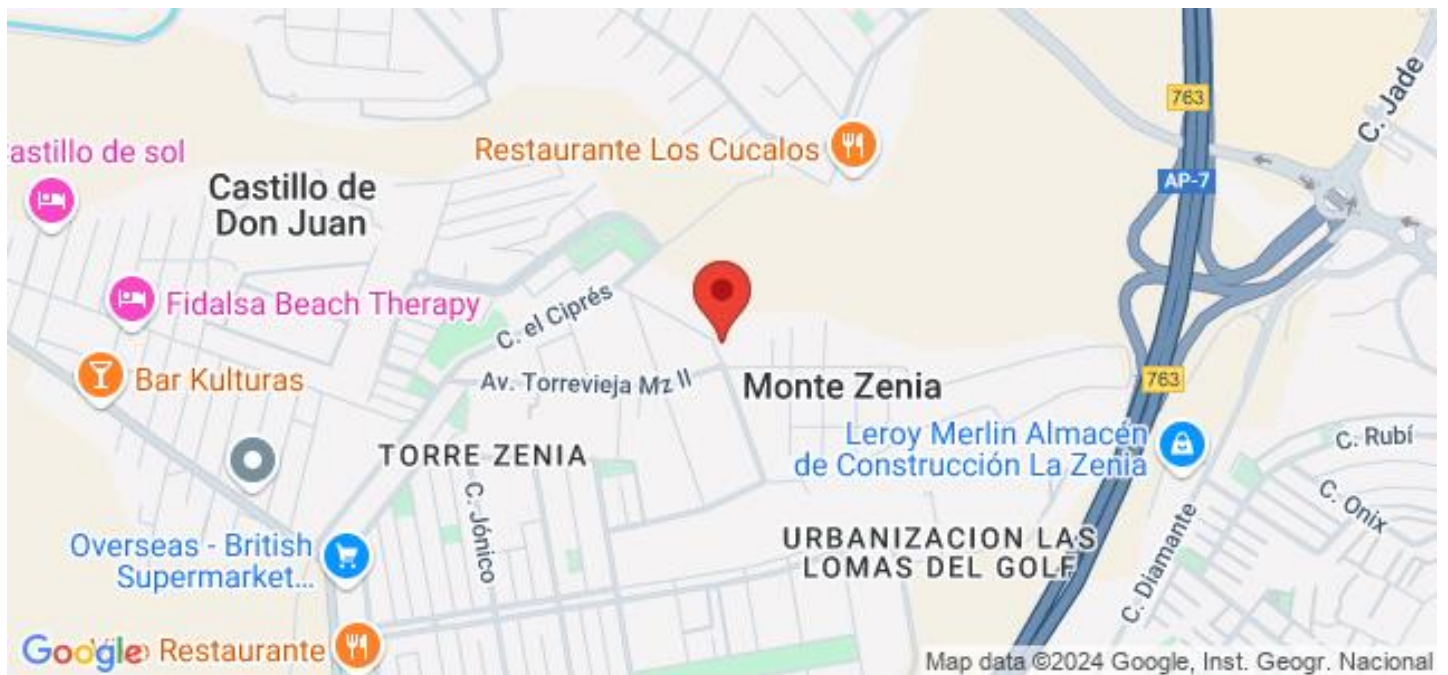 763
C. Jade
Restaurante Los Cucalos
astillo de sol
AP-7
Castillo de
Don Juan
Fidalsa Beach Therapy
C. el Ciprés
Bar Kulturas
Av. Torrevieja Mz II
Monte Zenia
763
Leroy Merlin Almacén
de Construcción La Zenia
C. Rubí
TORRE ZENIA
C. Onix
C. Jónico
Overseas - British
Supermarket...
URBANIZACION LAS
LOMAS DEL GOLF
C. Diamante
Google
Restaurante
Map data ©2024 Google, Inst. Geogr. Nacional